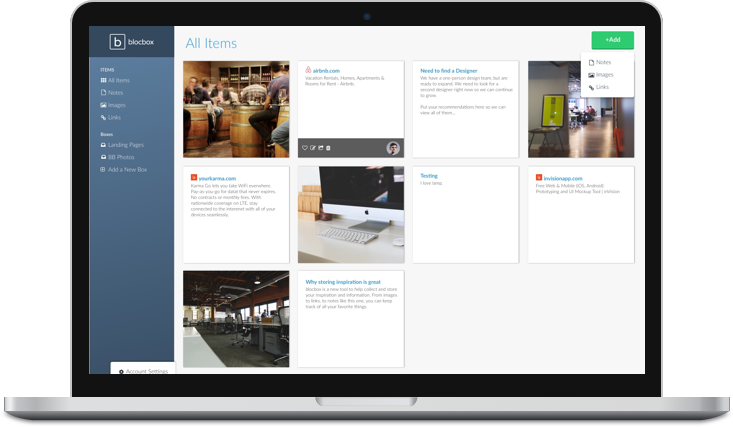 blocbox
All Items
+Add
Notes
Images
Links
ITEMS
All Items
Notes
Images
Links
Boxes
Landing Pages
BB Photos
Add a New Box
Account Settings
airbnb.com
Vacation Rentals, Homes, Apartments &
Rooms for Rent - Airbnb
Need to find a Designer
We have a one-person design team, but are
ready to expand. We need to look for a
second designer right now so we can continue
to grow.
Put your recommendations here so we can
view all of them...
yourkarma.com
Karma Go lets you take WiFi everywhere.
Pay-as-you-go for data that never expires.
No contracts or monthly fees. With
nationwide coverage on LTE, stay
connected to the internet with all of your
devices seamlessly.
Testing
I love lamp.
invisionapp.com
Free Web & Mobile (iOS, Android)
Prototyping and UI Mockup Tool | InVision
Why storing inspiration is great
Blocbox is a new tool to help collect and store
your inspiration and information. From images
to links, to notes like this one, you can keep
track of all your favorite things.